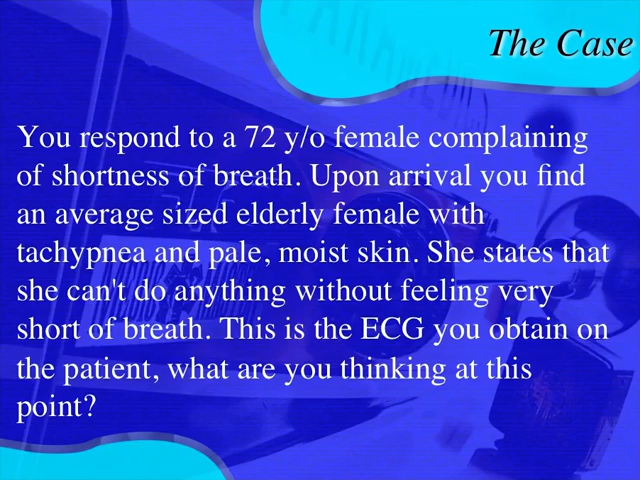 The Case
You respond to a 72 y/o female complaining
of shortness of breath. Upon arrival you find
an average sized elderly female with
tachypnea and pale, moist skin. She states that
she can't do anything without feeling very
short of breath. This is the ECG you obtain on
the patient, what are you thinking at this
point?